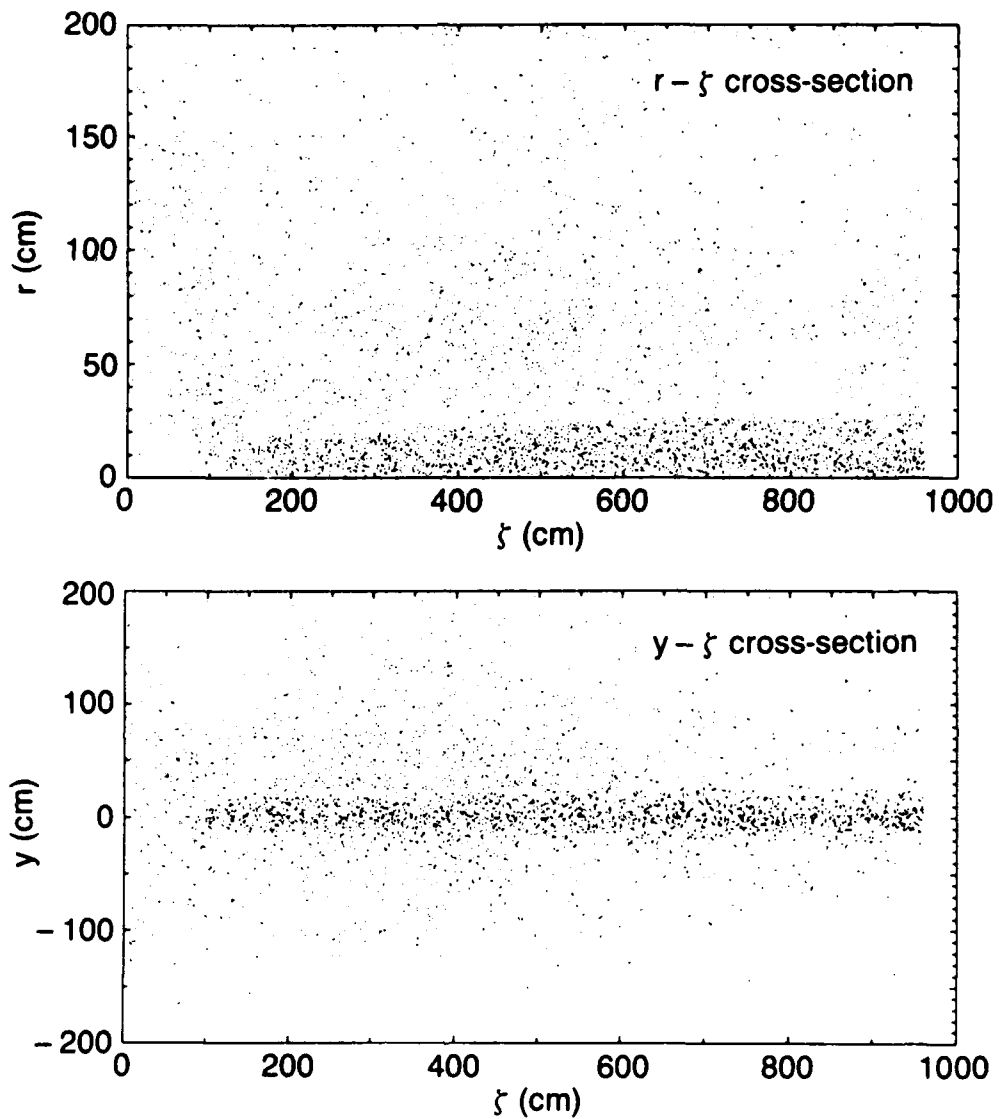 200
r – ζ cross-section
150
100
r (cm)
50
0
0 200 400 600 800 1000
ζ (cm)
200
y – ζ cross-section
100
y (cm)
0
– 100
– 200
0 200 400 600 800 1000
ζ (cm)